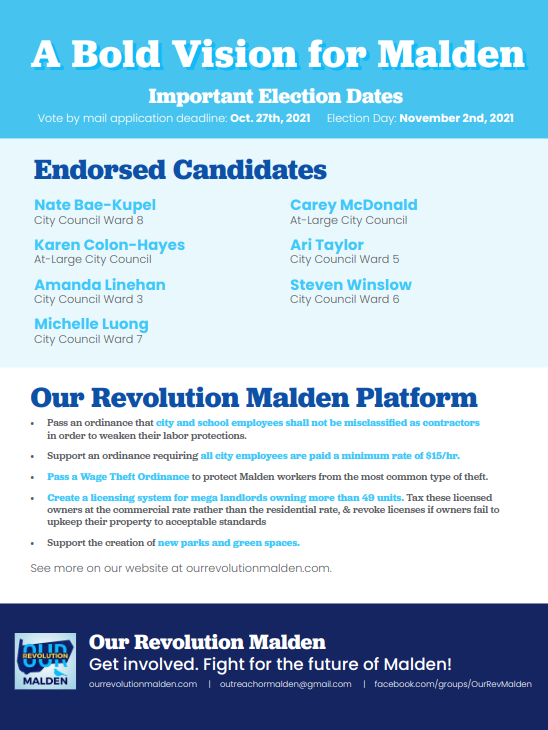 A Bold Vision for Malden
Important Election Dates
Vote by mail application deadline: Oct. 27th, 2021 Election Day: November 2nd, 2021
Endorsed Candidates
Nate Bae-Kupel
City Council Ward 8
Karen Colon-Hayes
At-Large City Council
Amanda Linehan
City Council Ward 3
Michelle Luong
City Council Ward 7
Carey McDonald
At-Large City Council
Ari Taylor
City Council Ward 5
Steven Winslow
City Council Ward 6
Our Revolution Malden Platform
• Pass an ordinance that city and school employees shall not be misclassified as contractors
in order to weaken their labor protections.
• Support an ordinance requiring all city employees are paid a minimum rate of $15/hr.
• Pass a Wage Theft Ordinance to protect Malden workers from the most common type of theft.
• Create a licensing system for mega landlords owning more than 49 units. Tax these licensed
owners at the commercial rate rather than the residential rate, & revoke licenses if owners fail to
upkeep their property to acceptable standards
• Support the creation of new parks and green spaces.
See more on our website at ourrevolutionmalden.com.
OUR
REVOLUTION
MALDEN
Our Revolution Malden
Get involved. Fight for the future of Malden!
ourrevolutionmalden.com | outreachormalden@gmail.com | facebook.com/groups/OurRevMalden